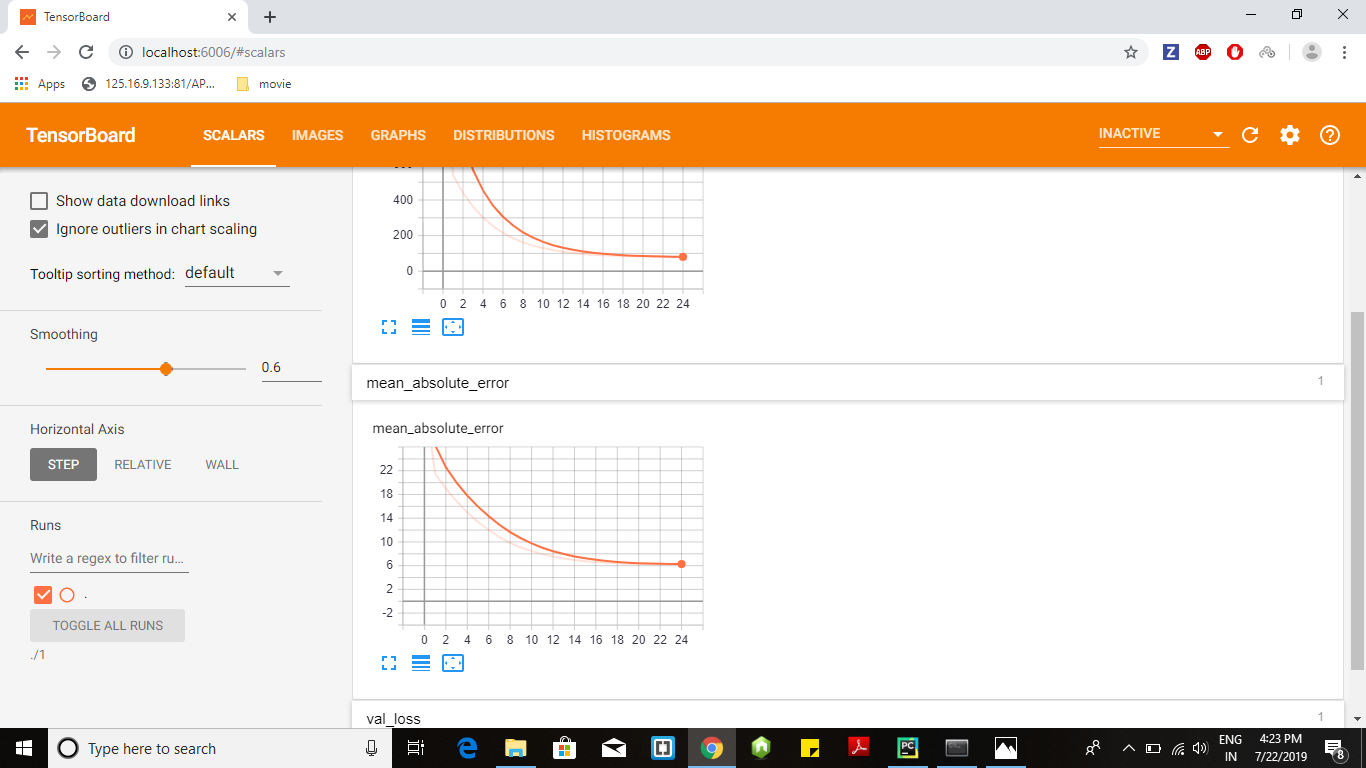 TensorBoard
localhost:6006/#scalars
Z ABP
Apps 125.16.9.133:81/AP... movie
TensorBoard SCALARS IMAGES GRAPHS DISTRIBUTIONS HISTOGRAMS INACTIVE
Show data download links
Ignore outliers in chart scaling
Tooltip sorting method: default
Smoothing
0.6
Horizontal Axis
STEP RELATIVE WALL
Runs
Write a regex to filter ru...
.
TOGGLE ALL RUNS
./1
400
200
0
0 2 4 6 8 10 12 14 16 18 20 22 24
mean_absolute_error 1
mean_absolute_error
22
18
14
10
6
2
-2
0 2 4 6 8 10 12 14 16 18 20 22 24
val_loss 1
Type here to search
PC
ENG 4:23 PM
IN 7/22/2019 8